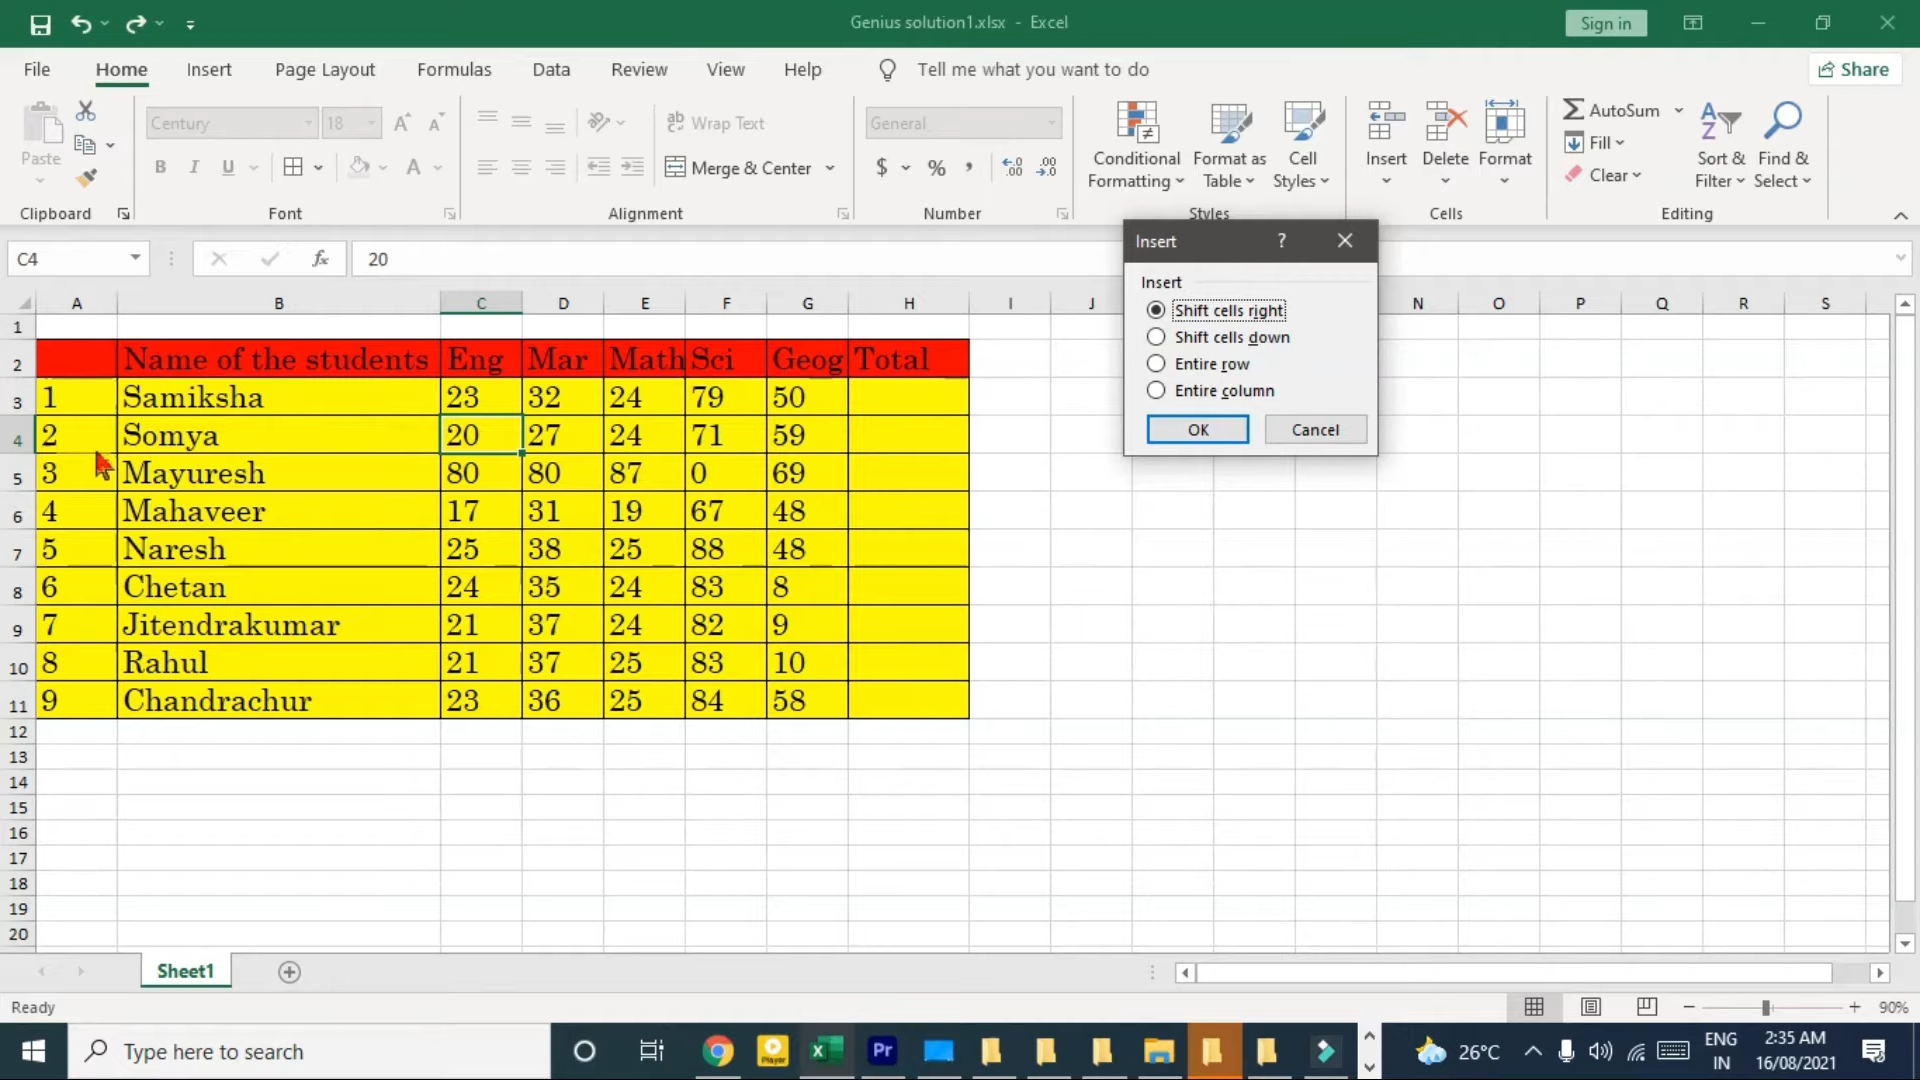 Genius solution1.xlsx - Excel
Sign in
File Home Insert Page Layout Formulas Data Review View Help Tell me what you want to do Share
Paste
Clipboard
Century 18
B I U
Font
Wrap Text
Merge & Center
Alignment
General
$ % ,
Number
Conditional Formatting
Format as Table
Cell Styles
Styles
Insert
Delete
Format
Cells
AutoSum
Fill
Clear
Sort & Filter
Find & Select
Editing
C4 fx 20
Insert ?
Insert
Shift cells right
Shift cells down
Entire row
Entire column
OK Cancel
A B C D E F G H I J N O P Q R S
1
2 Name of the students Eng Mar Math Sci Geog Total
3 1 Samiksha 23 32 24 79 50
4 2 Somya 20 27 24 71 59
5 3 Mayuresh 80 80 87 0 69
6 4 Mahaveer 17 31 19 67 48
7 5 Naresh 25 38 25 88 48
8 6 Chetan 24 35 24 83 8
9 7 Jitendrakumar 21 37 24 82 9
10 8 Rahul 21 37 25 83 10
11 9 Chandrachur 23 36 25 84 58
12
13
14
15
16
17
18
19
20
Sheet1
Ready
90%
Type here to search
Player
Pr
26°C
ENG
IN
2:35 AM
16/08/2021